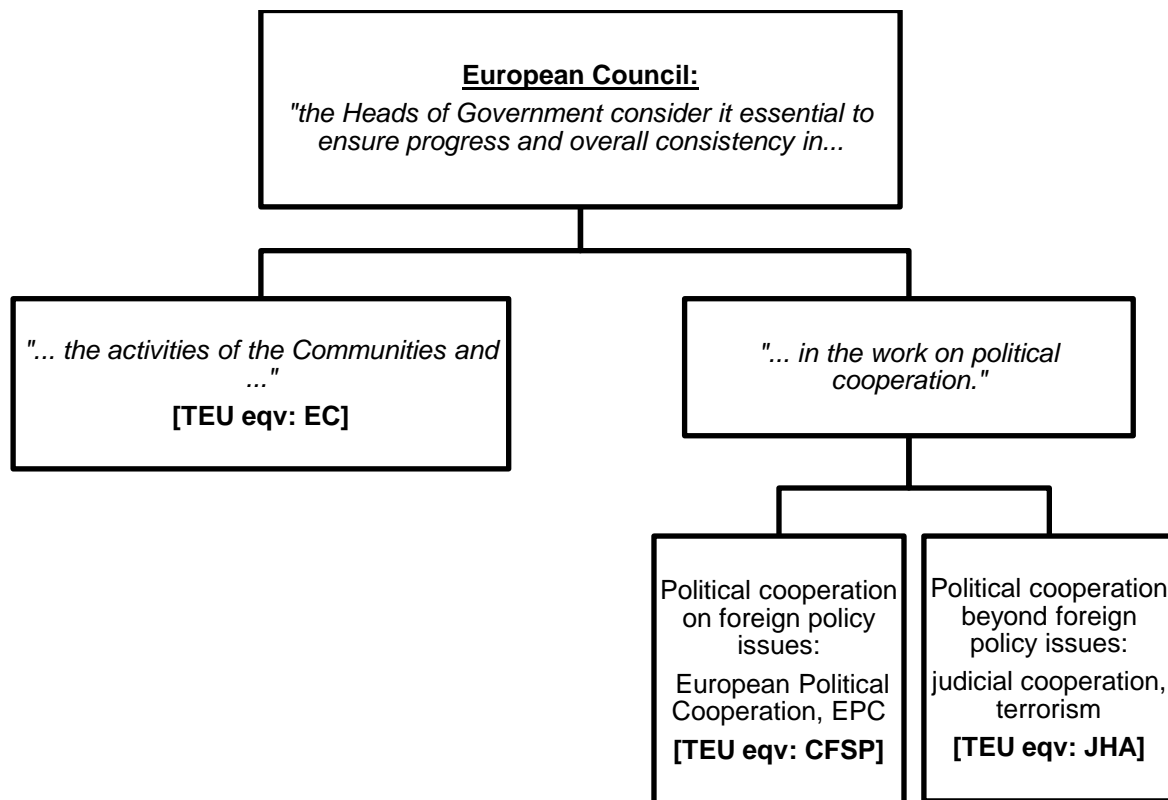 European Council:
"the Heads of Government consider it essential to
ensure progress and overall consistency in...
"... the activities of the Communities and
..."
[TEU eqv: EC]
"... in the work on political
cooperation."
Political cooperation
on foreign policy
issues:
European Political
Cooperation, EPC
[TEU eqv: CFSP]
Political cooperation
beyond foreign
policy issues:
judicial cooperation,
terrorism
[TEU eqv: JHA]